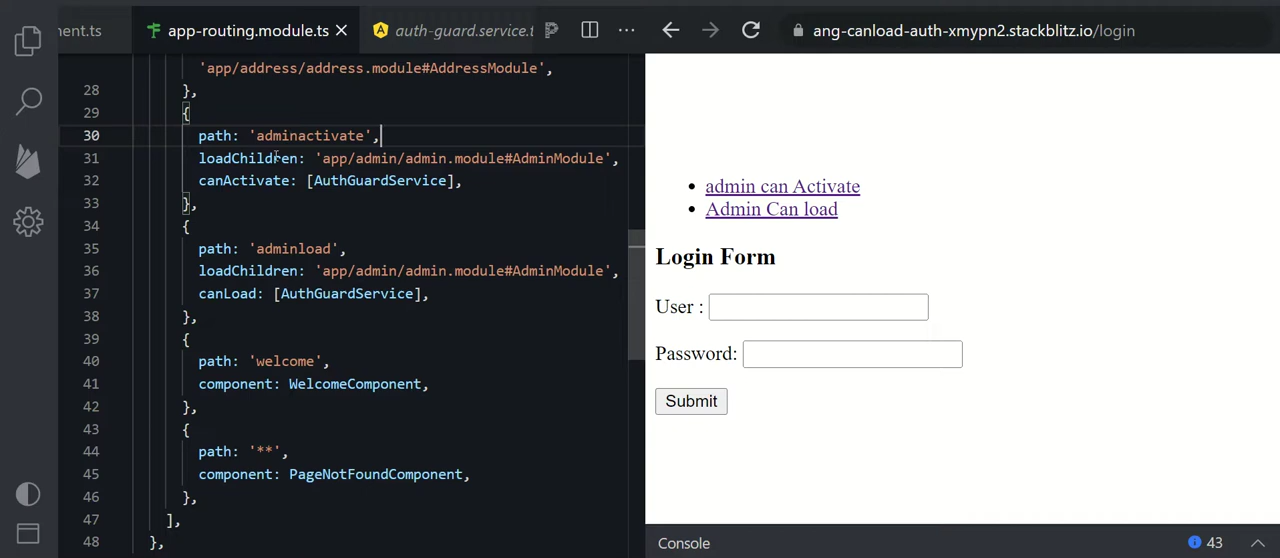 nent.ts
app-routing.module.ts
auth-guard.service.t
ang-canload-auth-xmypn2.stackblitz.io/login
'app/address/address.module#AddressModule',
28 },
29 {
30 path: 'adminactivate',
31 loadChildren: 'app/admin/admin.module#AdminModule',
32 canActivate: [AuthGuardService],
33 },
34 {
35 path: 'adminload',
36 loadChildren: 'app/admin/admin.module#AdminModule',
37 canLoad: [AuthGuardService],
38 },
39 {
40 path: 'welcome',
41 component: WelcomeComponent,
42 },
43 {
44 path: '**',
45 component: PageNotFoundComponent,
46 },
47 ],
48 },
admin can Activate
Admin Can load
Login Form
User :
Password:
Submit
Console
43